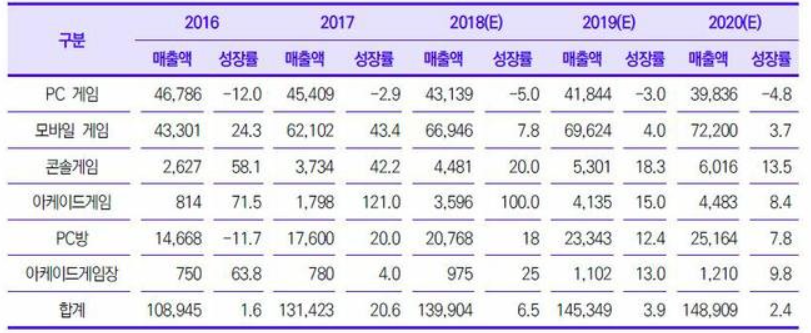 구분 2016 2017 2018(E) 2019(E) 2020(E)
매출액 성장률 매출액 성장률 매출액 성장률 매출액 성장률 매출액 성장률
PC 게임 46,786 -12.0 45,409 -2.9 43,139 -5.0 41,844 -3.0 39,836 -4.8
모바일 게임 43,301 24.3 62,102 43.4 66,946 7.8 69,624 4.0 72,200 3.7
콘솔게임 2,627 58.1 3,734 42.2 4,481 20.0 5,301 18.3 6,016 13.5
아케이드게임 814 71.5 1,798 121.0 3,596 100.0 4,135 15.0 4,483 8.4
PC방 14,668 -11.7 17,600 20.0 20,768 18 23,343 12.4 25,164 7.8
아케이드게임장 750 63.8 780 4.0 975 25 1,102 13.0 1,210 9.8
합계 108,945 1.6 131,423 20.6 139,904 6.5 145,349 3.9 148,909 2.4